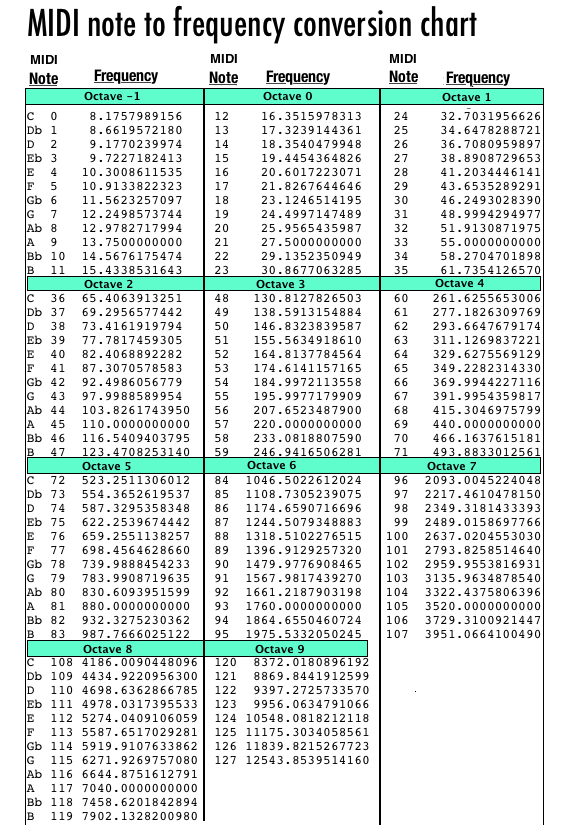 MIDI note to frequency conversion chart
MIDI MIDI MIDI
Note Frequency Note Frequency Note Frequency
Octave -1 Octave 0 Octave 1
C 0 8.1757989156 12 16.3515978313 24 32.7031956626
Db 1 8.6619572180 13 17.3239144361 25 34.6478288721
D 2 9.1770239974 14 18.3540479948 26 36.7080959897
Eb 3 9.7227182413 15 19.4454364826 27 38.8908729653
E 4 10.3008611535 16 20.6017223071 28 41.2034446141
F 5 10.9133822323 17 21.8267644646 29 43.6535289291
Gb 6 11.5623257097 18 23.1246514195 30 46.2493028390
G 7 12.2498573744 19 24.4997147489 31 48.9994294977
Ab 8 12.9782717994 20 25.9565435987 32 51.9130871975
A 9 13.7500000000 21 27.5000000000 33 55.0000000000
Bb 10 14.5676175474 22 29.1352350949 34 58.2704701898
B 11 15.4338531643 23 30.8677063285 35 61.7354126570
Octave 2 Octave 3 Octave 4
C 36 65.4063913251 48 130.8127826503 60 261.6255653006
Db 37 69.2956577442 49 138.5913154884 61 277.1826309769
D 38 73.4161919794 50 146.8323839587 62 293.6647679174
Eb 39 77.7817459305 51 155.5634918610 63 311.1269837221
E 40 82.4068892282 52 164.8137784564 64 329.6275569129
F 41 87.3070578583 53 174.6141157165 65 349.2282314330
Gb 42 92.4986056779 54 184.9972113558 66 369.9944227116
G 43 97.9988589954 55 195.9977179909 67 391.9954359817
Ab 44 103.8261743950 56 207.6523487900 68 415.3046975799
A 45 110.0000000000 57 220.0000000000 69 440.0000000000
Bb 46 116.5409403795 58 233.0818807590 70 466.1637615181
B 47 123.4708253140 59 246.9416506281 71 493.8833012561
Octave 5 Octave 6 Octave 7
C 72 523.2511306012 84 1046.5022612024 96 2093.0045224048
Db 73 554.3652619537 85 1108.7305239075 97 2217.4610478150
D 74 587.3295358348 86 1174.6590716696 98 2349.3181433393
Eb 75 622.2539674442 87 1244.5079348883 99 2489.0158697766
E 76 659.2551138257 88 1318.5102276515 100 2637.0204553030
F 77 698.4564628660 89 1396.9129257320 101 2793.8258514640
Gb 78 739.9888454233 90 1479.9776908465 102 2959.9553816931
G 79 783.9908719635 91 1567.9817439270 103 3135.9634878540
Ab 80 830.6093951599 92 1661.2187903198 104 3322.4375806396
A 81 880.0000000000 93 1760.0000000000 105 3520.0000000000
Bb 82 932.3275230362 94 1864.6550460724 106 3729.3100921447
B 83 987.7666025122 95 1975.5332050245 107 3951.0664100490
Octave 8 Octave 9
C 108 4186.0090448096 120 8372.0180896192
Db 109 4434.9220956300 121 8869.8441912599
D 110 4698.6362866785 122 9397.2725733570
Eb 111 4978.0317395533 123 9956.0634791066
E 112 5274.0409106059 124 10548.0818212118
F 113 5587.6517029281 125 11175.3034058561
Gb 114 5919.9107633862 126 11839.8215267723
G 115 6271.9269757080 127 12543.8539514160
Ab 116 6644.8751612791
A 117 7040.0000000000
Bb 118 7458.6201842894
B 119 7902.1328200980